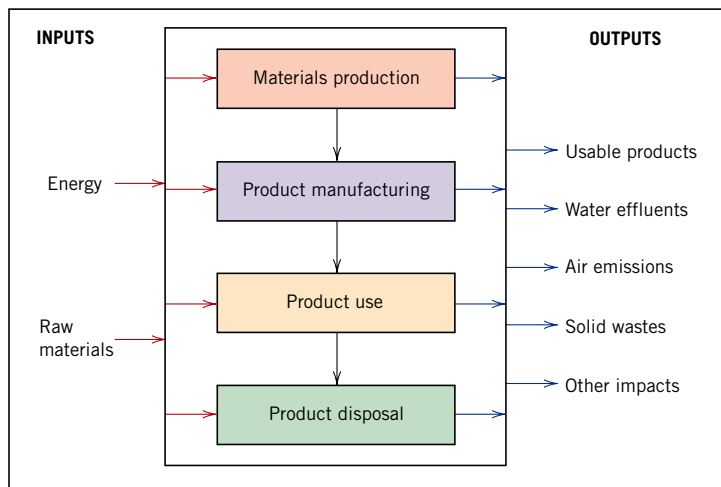 INPUTS
OUTPUTS
Materials production
Usable products
Energy
Product manufacturing
Water effluents
Air emissions
Product use
Raw
materials
Solid wastes
Other impacts
Product disposal